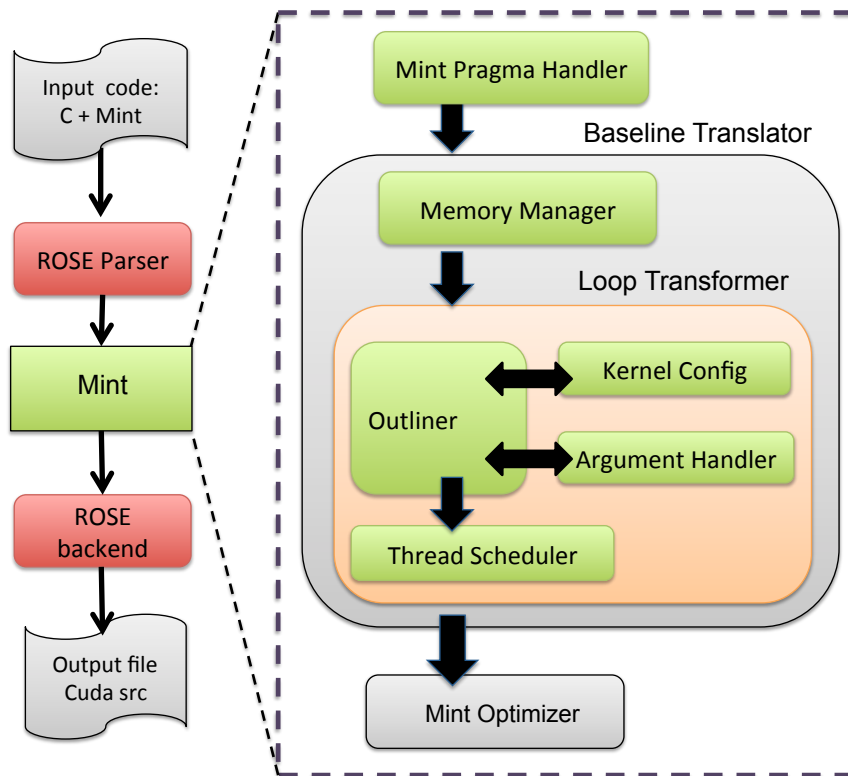 Input code:
C + Mint
ROSE Parser
Mint
ROSE
backend
Output file
Cuda src
Mint Pragma Handler
Baseline Translator
Memory Manager
Loop Transformer
Outliner
Kernel Config
Argument Handler
Thread Scheduler
Mint Optimizer